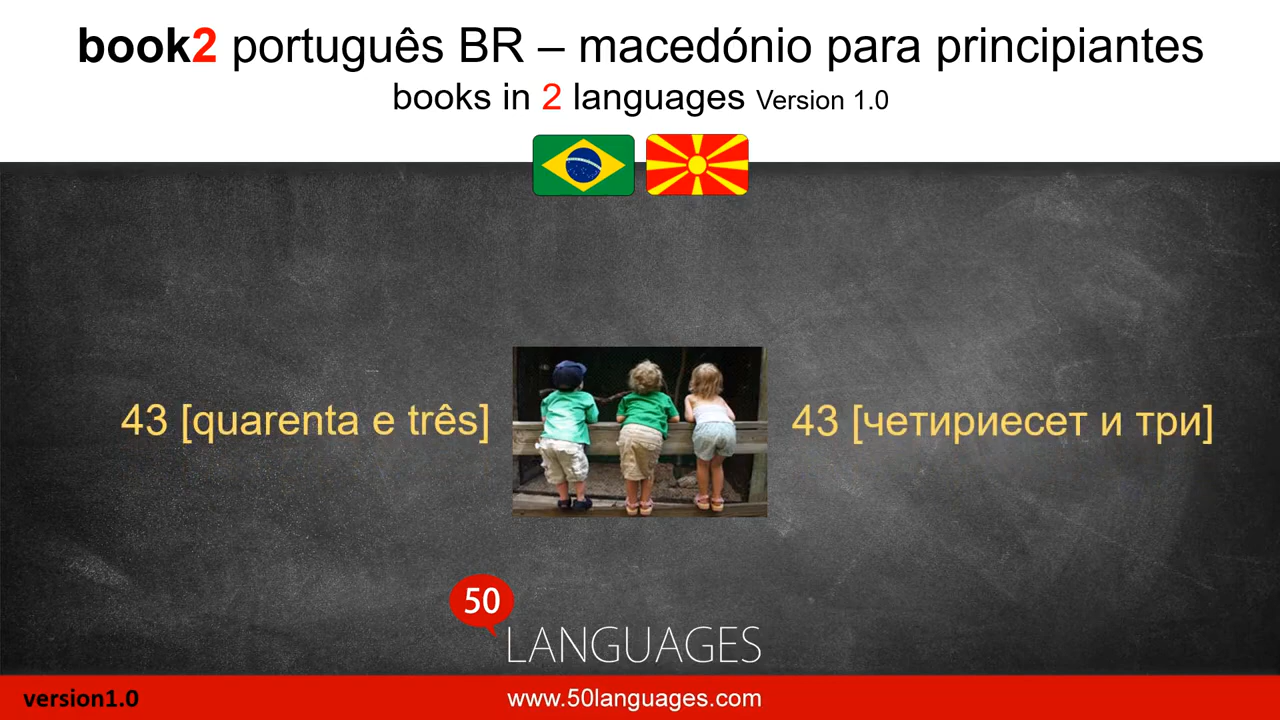 book2 português BR – macedónio para principiantes
books in 2 languages Version 1.0
43 [quarenta e três]
43 [четириесет и три]
50
LANGUAGES
version1.0
www.50languages.com